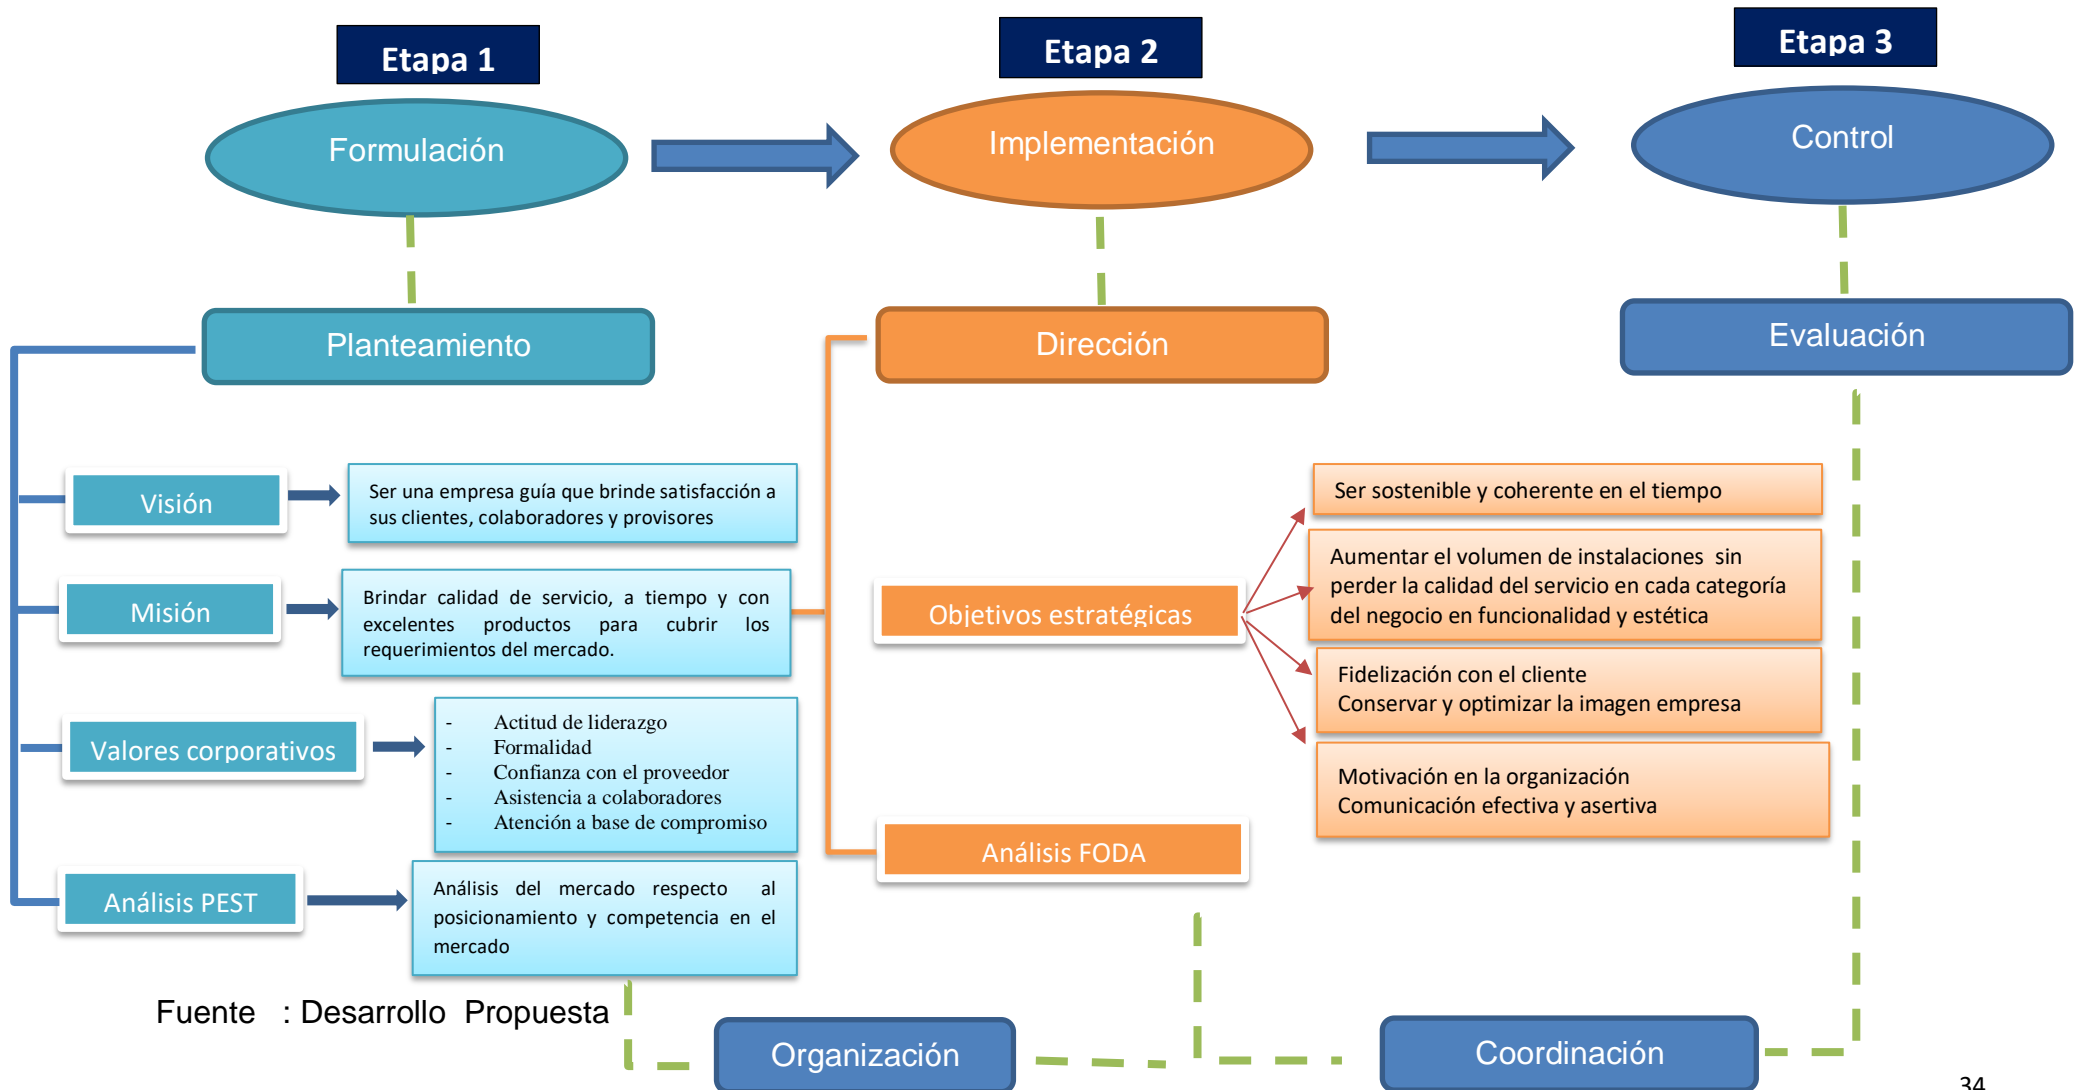 Etapa 1
Etapa 2
Etapa 3
Formulación
Implementación
Control
Planteamiento
Dirección
Evaluación
Visión
Ser una empresa guía que brinde satisfacción a
sus clientes, colaboradores y provisores
Misión
Brindar calidad de servicio, a tiempo y con
excelentes productos para cubrir los
requerimientos del mercado.
Valores corporativos
- Actitud de liderazgo
- Formalidad
- Confianza con el proveedor
- Asistencia a colaboradores
- Atención a base de compromiso
Análisis PEST
Análisis del mercado respecto al
posicionamiento y competencia en el
mercado
Objetivos estratégicas
Ser sostenible y coherente en el tiempo
Aumentar el volumen de instalaciones sin
perder la calidad del servicio en cada categoría
del negocio en funcionalidad y estética
Fidelización con el cliente
Conservar y optimizar la imagen empresa
Motivación en la organización
Comunicación efectiva y asertiva
Análisis FODA
Fuente : Desarrollo Propuesta
Organización
Coordinación
34